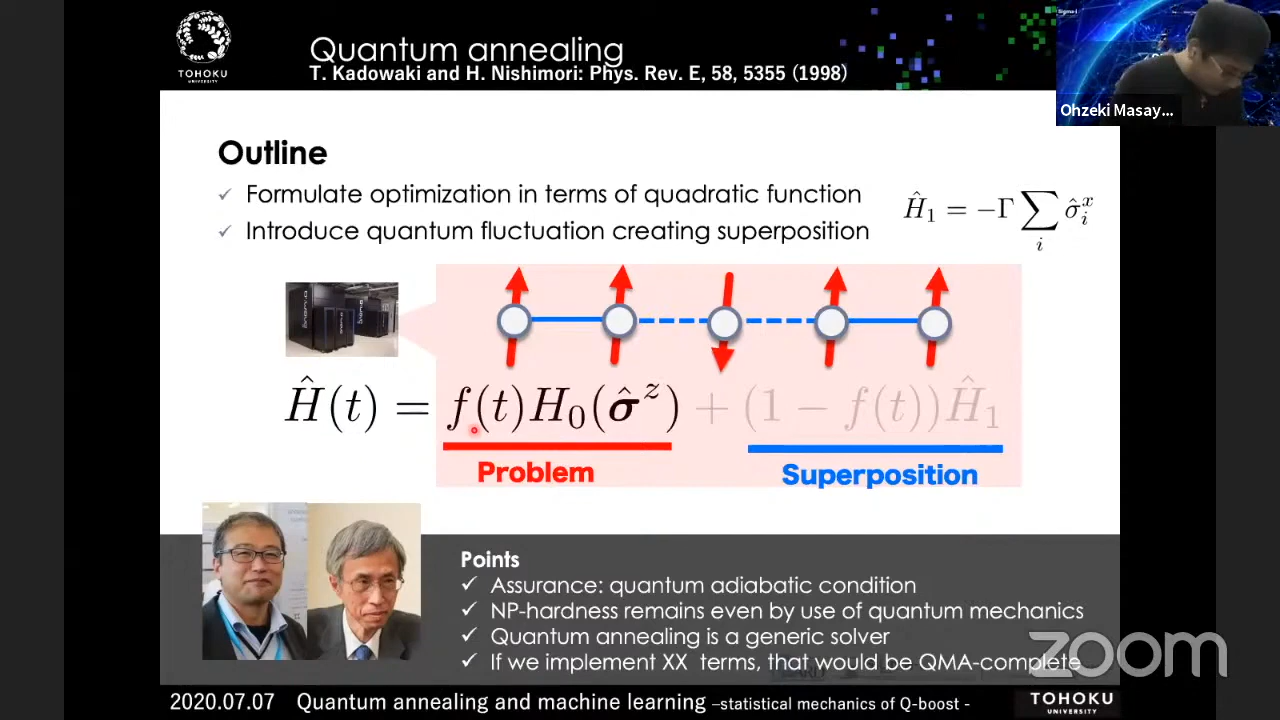 TOHOKU
UNIVERSITY
Quantum annealing
T. Kadowaki and H. Nishimori: Phys. Rev. E, 58, 5355 (1998)
Sigma-i
Ohzeki Masay...
Outline
✓ Formulate optimization in terms of quadratic function
✓ Introduce quantum fluctuation creating superposition
Ĥ₁ = −Γ ∑ᵢ σ̂ᵢˣ
Ĥ(t) = f(t)H₀(σ̂ᶻ) + (1 − f(t))Ĥ₁
Problem
Superposition
Points
✓ Assurance: quantum adiabatic condition
✓ NP-hardness remains even by use of quantum mechanics
✓ Quantum annealing is a generic solver
✓ If we implement XX terms, that would be QMA-complete
zoom
2020.07.07 Quantum annealing and machine learning –statistical mechanics of Q-boost -
TOHOKU
UNIVERSITY